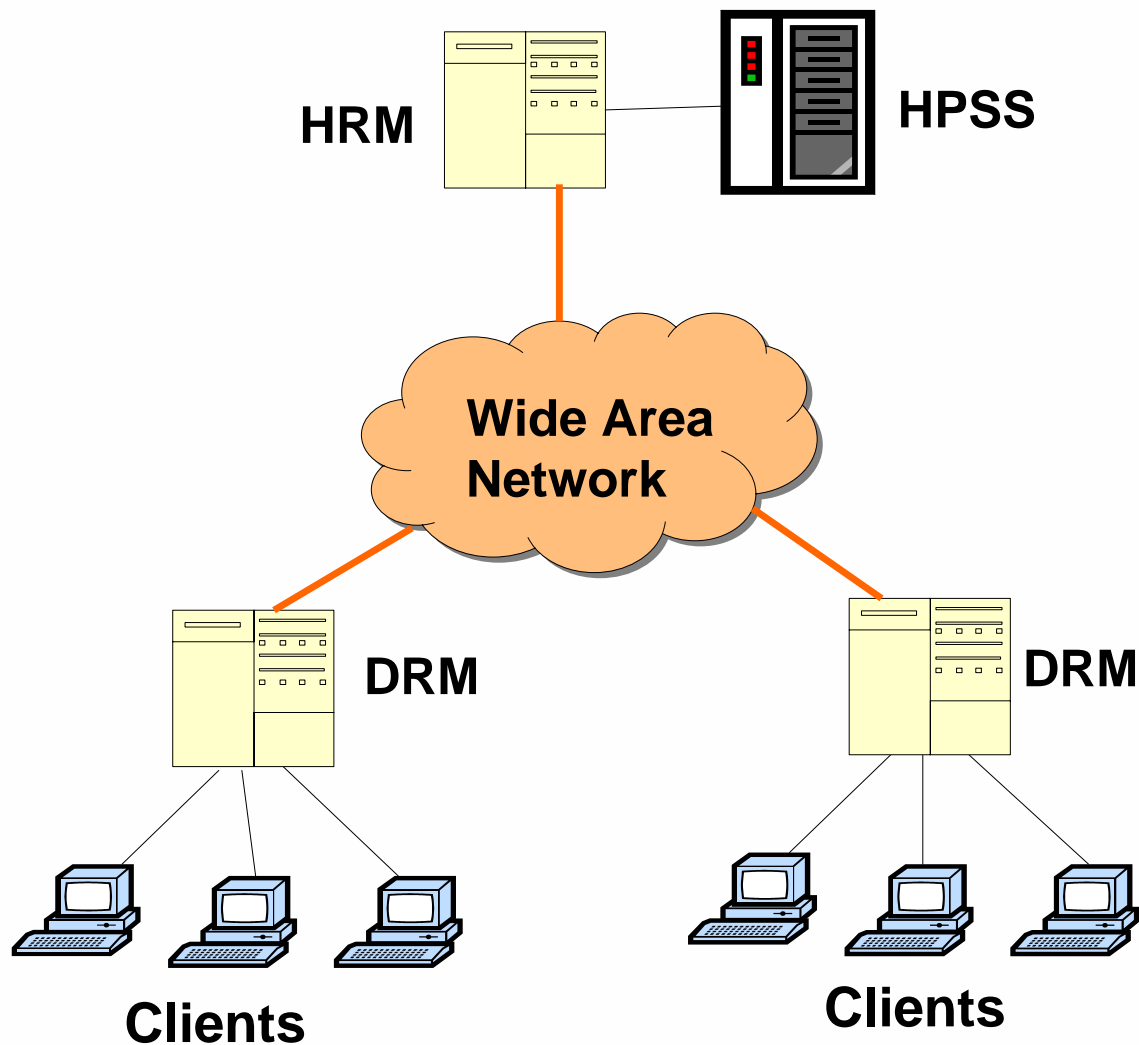 HRM
HPSS
Wide Area
Network
DRM
DRM
Clients
Clients